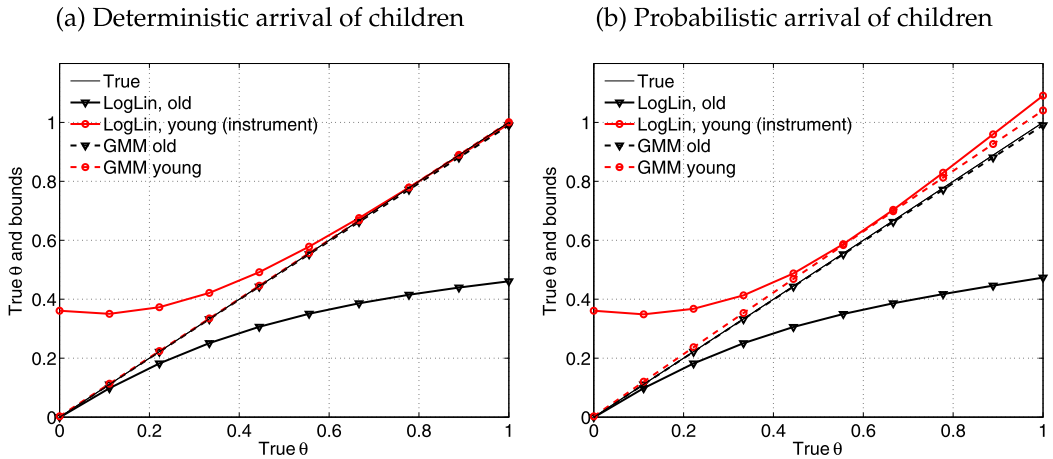 (a) Deterministic arrival of children
True
LogLin, old
LogLin, young (instrument)
GMM old
GMM young
True θ and bounds
1
0.8
0.6
0.4
0.2
0
0 0.2 0.4 0.6 0.8 1
True θ
(b) Probabilistic arrival of children
True
LogLin, old
LogLin, young (instrument)
GMM old
GMM young
True θ and bounds
1
0.8
0.6
0.4
0.2
0
0 0.2 0.4 0.6 0.8 1
True θ